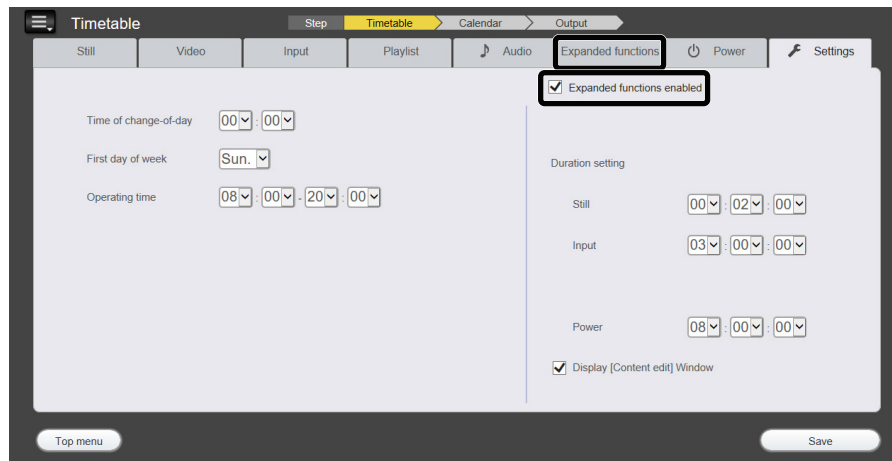 Timetable
Step Timetable Calendar Output
Still Video Input Playlist Audio Expanded functions Power Settings
Expanded functions enabled
Time of change-of-day 00 : 00
First day of week Sun.
Duration setting
Operating time 08 : 00 - 20 : 00
Still 00 : 02 : 00
Input 03 : 00 : 00
Power 08 : 00 : 00
Display [Content edit] Window
Top menu Save